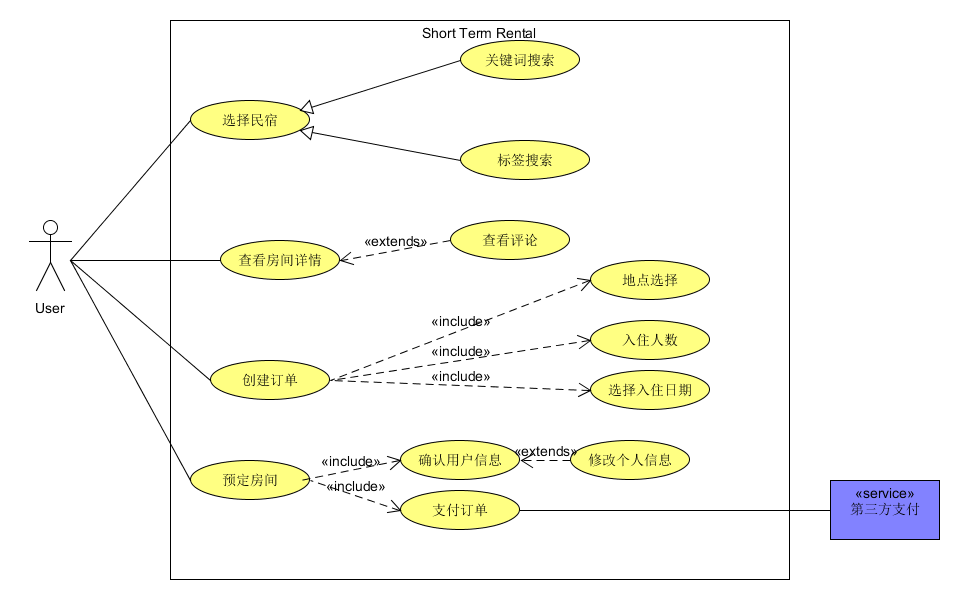 Short Term Rental
关键词搜索
选择民宿
标签搜索
«extends»
查看评论
查看房间详情
地点选择
User
«include»
入住人数
«include»
«include»
创建订单
选择入住日期
«extends»
«include»
确认用户信息
修改个人信息
预定房间
«include»
支付订单
«service»
第三方支付